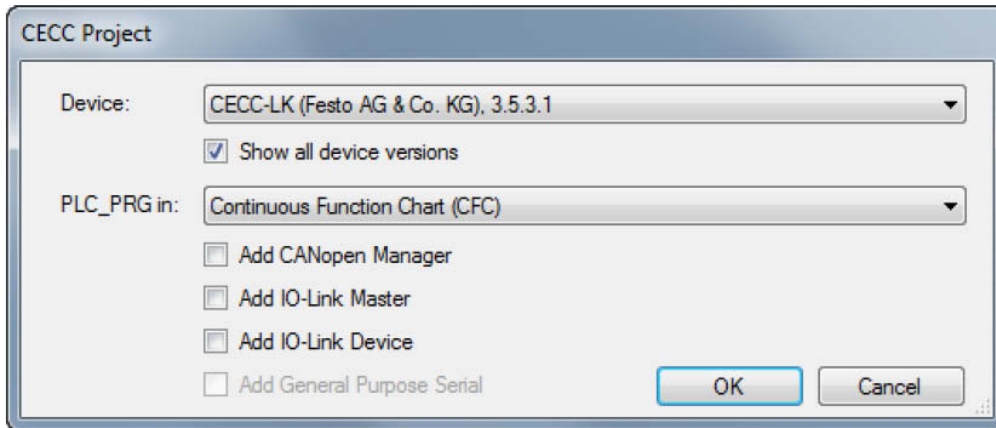 CECC Project
Device: CECC-LK (Festo AG & Co. KG), 3.5.3.1
Show all device versions
PLC_PRG in: Continuous Function Chart (CFC)
Add CANopen Manager
Add IO-Link Master
Add IO-Link Device
Add General Purpose Serial OK Cancel